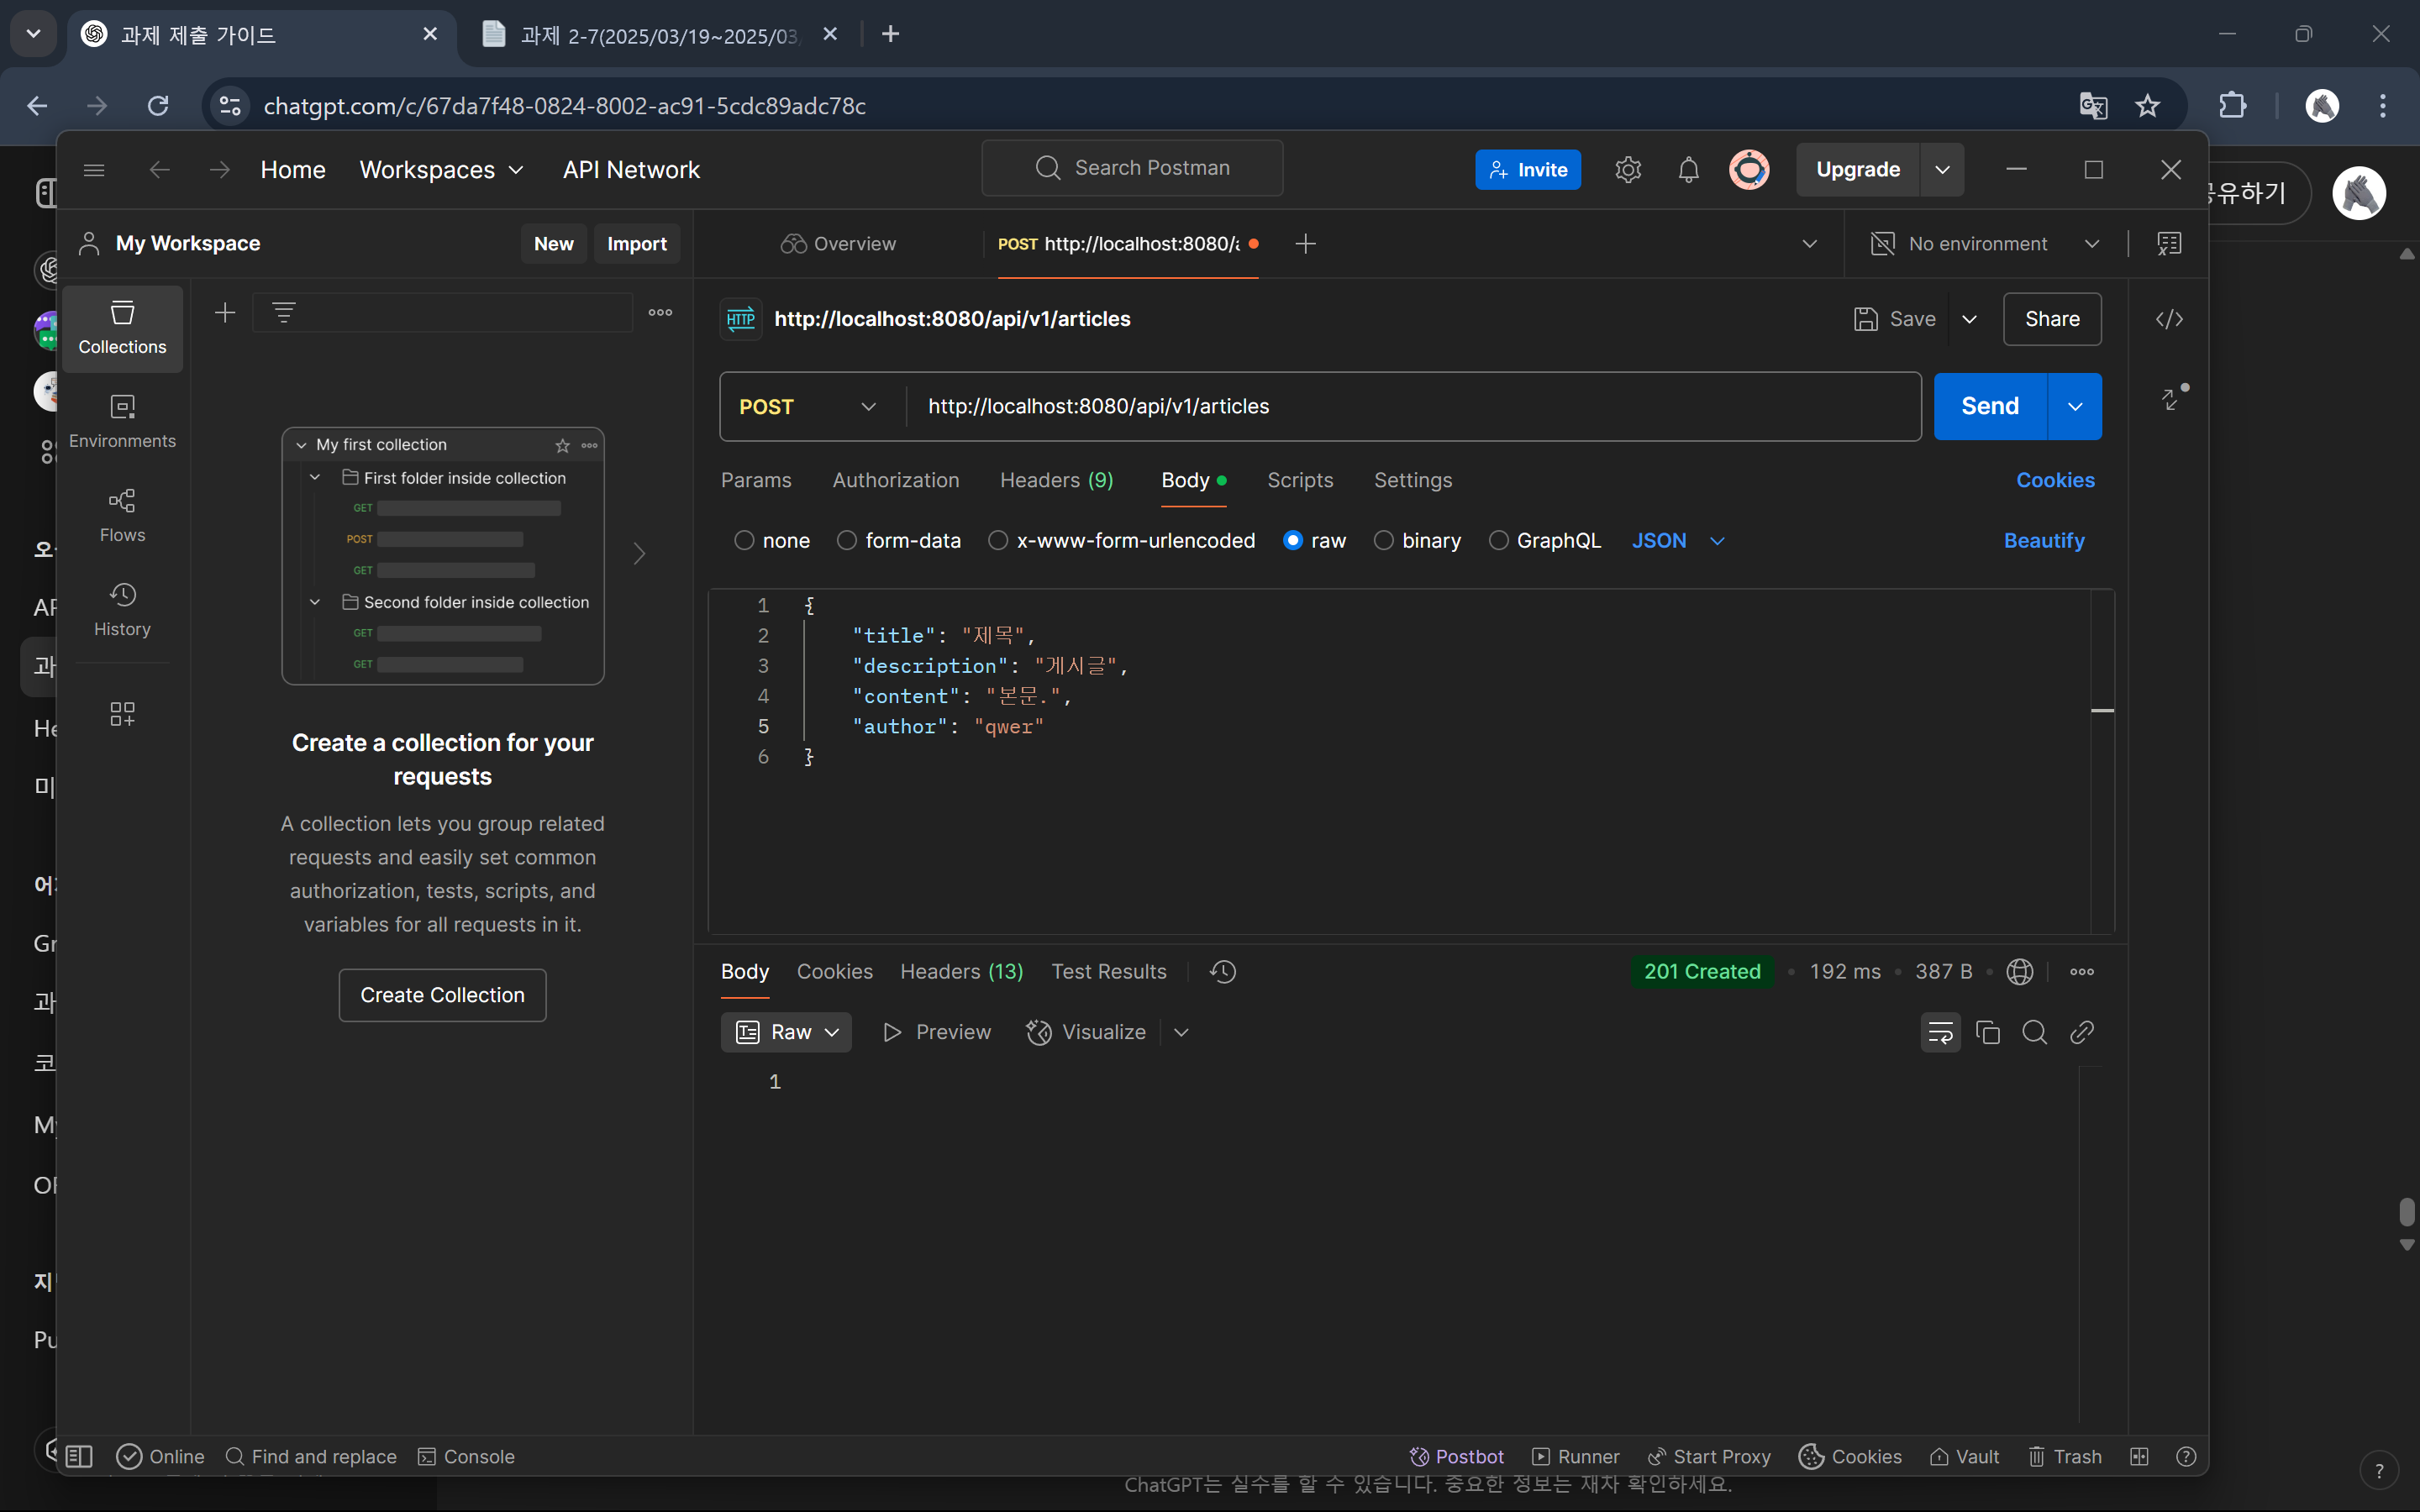 과제 제출 가이드
과제 2-7(2025/03/19~2025/03
chatgpt.com/c/67da7f48-0824-8002-ac91-5cdc89adc78c
Home Workspaces API Network
Search Postman
Invite
Upgrade
유하기
My Workspace
New Import
Overview
POST http://localhost:8080/a
No environment
Collections
Environments
Flows
History
My first collection
First folder inside collection
GET
POST
GET
Second folder inside collection
GET
GET
Create a collection for your
requests
A collection lets you group related
requests and easily set common
authorization, tests, scripts, and
variables for all requests in it.
Create Collection
HTTP http://localhost:8080/api/v1/articles
Save Share
POST http://localhost:8080/api/v1/articles
Send
Params Authorization Headers (9) Body Scripts Settings Cookies
none form-data x-www-form-urlencoded raw binary GraphQL JSON Beautify
1 {
2 "title": "제목",
3 "description": "게시글",
4 "content": "본문.",
5 "author": "qwer"
6 }
Body Cookies Headers (13) Test Results
201 Created • 192 ms • 387 B
Raw Preview Visualize
1
Online Find and replace Console
Postbot Runner Start Proxy Cookies Vault Trash
ChatGPT는 실수를 할 수 있습니다. 중요한 정보는 재차 확인하세요.